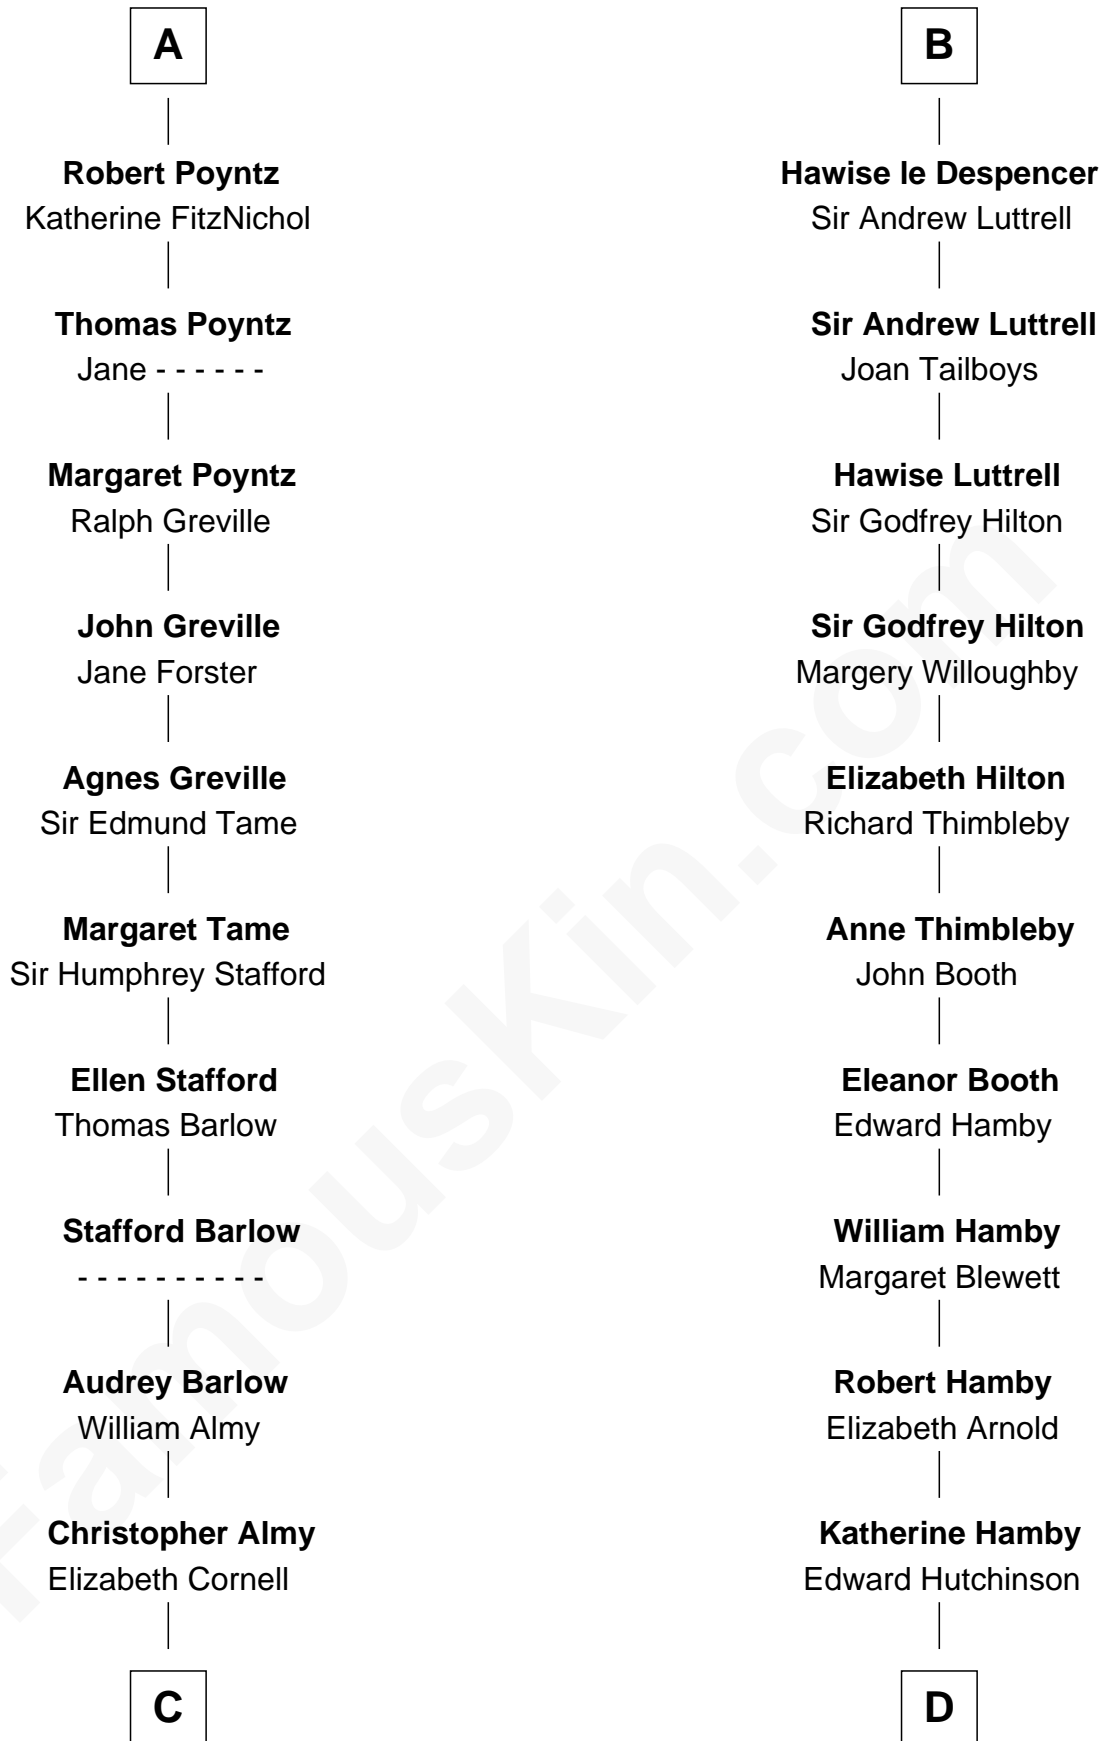 A
Robert Poyntz
Katherine FitzNichol
Thomas Poyntz
Jane - - - - - -
Margaret Poyntz
Ralph Greville
John Greville
Jane Forster
Agnes Greville
Sir Edmund Tame
Margaret Tame
Sir Humphrey Stafford
Ellen Stafford
Thomas Barlow
Stafford Barlow
- - - - - - - - - -
Audrey Barlow
William Almy
Christopher Almy
Elizabeth Cornell
C
B
Hawise le Despencer
Sir Andrew Luttrell
Sir Andrew Luttrell
Joan Tailboys
Hawise Luttrell
Sir Godfrey Hilton
Sir Godfrey Hilton
Margery Willoughby
Elizabeth Hilton
Richard Thimbleby
Anne Thimbleby
John Booth
Eleanor Booth
Edward Hamby
William Hamby
Margaret Blewett
Robert Hamby
Elizabeth Arnold
Katherine Hamby
Edward Hutchinson
D
FamousKin.com